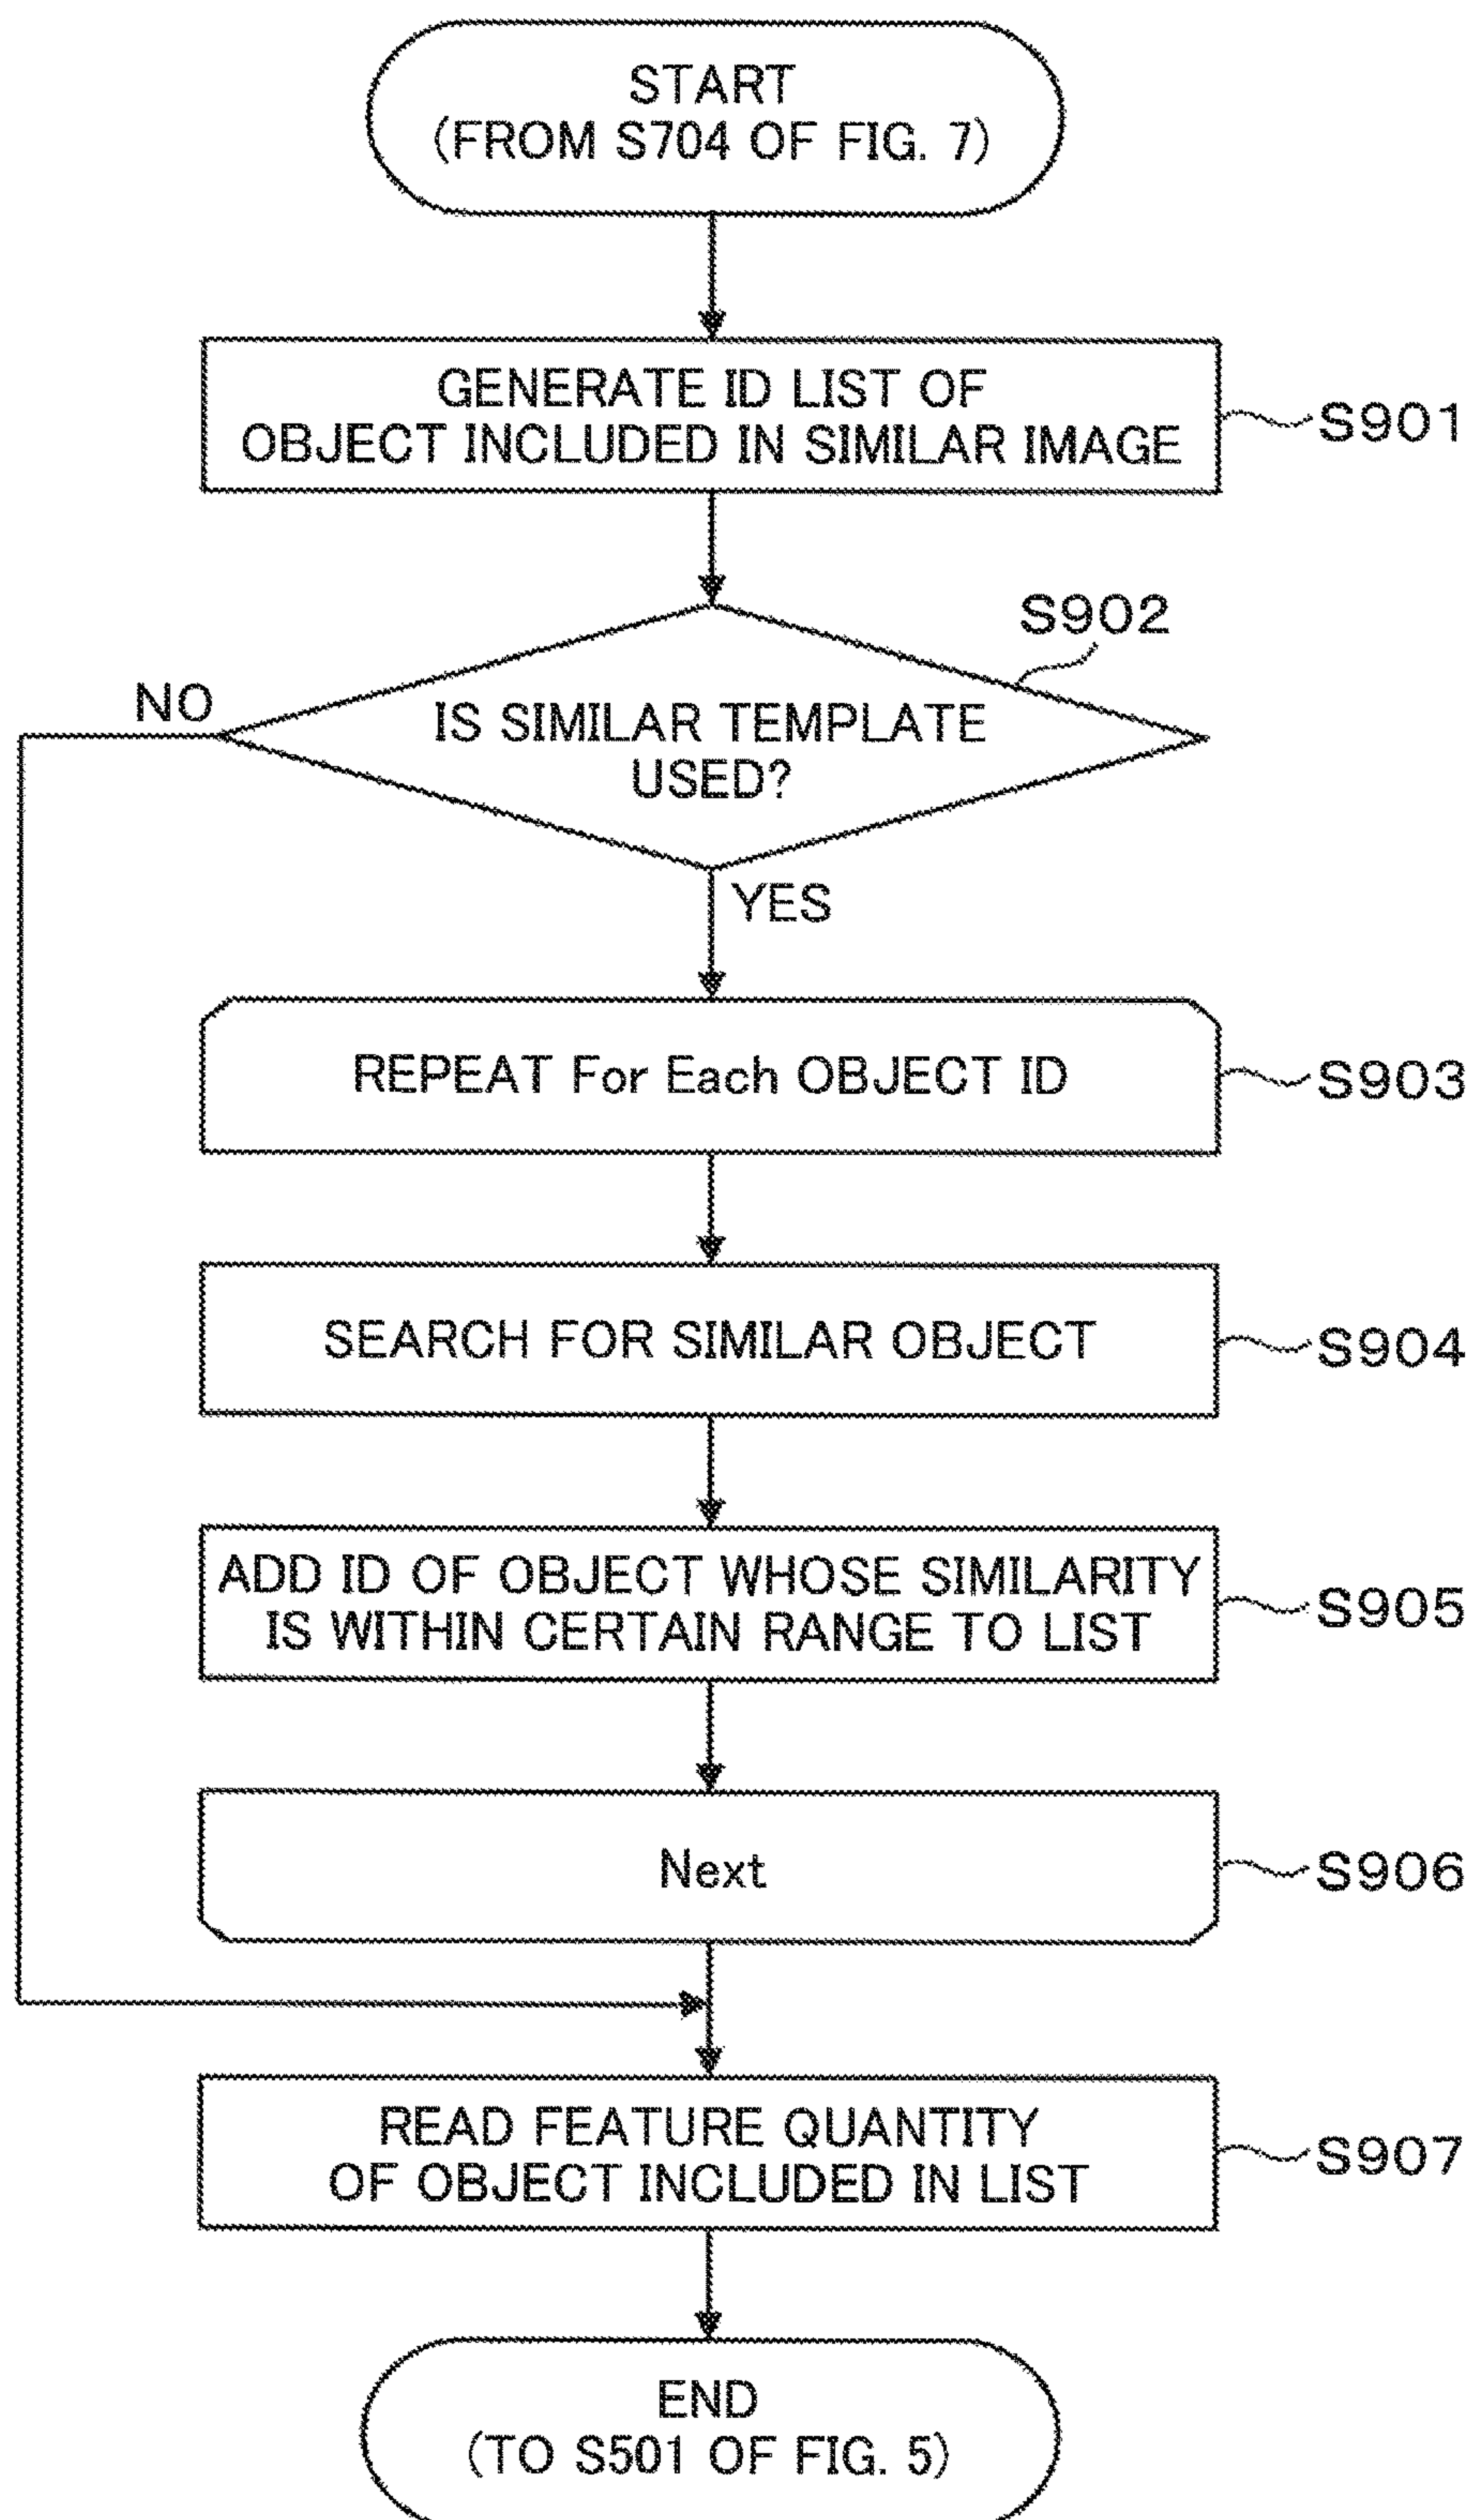 START
(FROM S704 OF FIG. 7)
GENERATE ID LIST OF
OBJECT INCLUDED IN SIMILAR IMAGE
S901
S902
NO
IS SIMILAR TEMPLATE
USED?
YES
REPEAT For Each OBJECT ID
S903
SEARCH FOR SIMILAR OBJECT
S904
ADD ID OF OBJECT WHOSE SIMILARITY
IS WITHIN CERTAIN RANGE TO LIST
S905
Next
S906
READ FEATURE QUANTITY
OF OBJECT INCLUDED IN LIST
S907
END
(TO S501 OF FIG. 5)